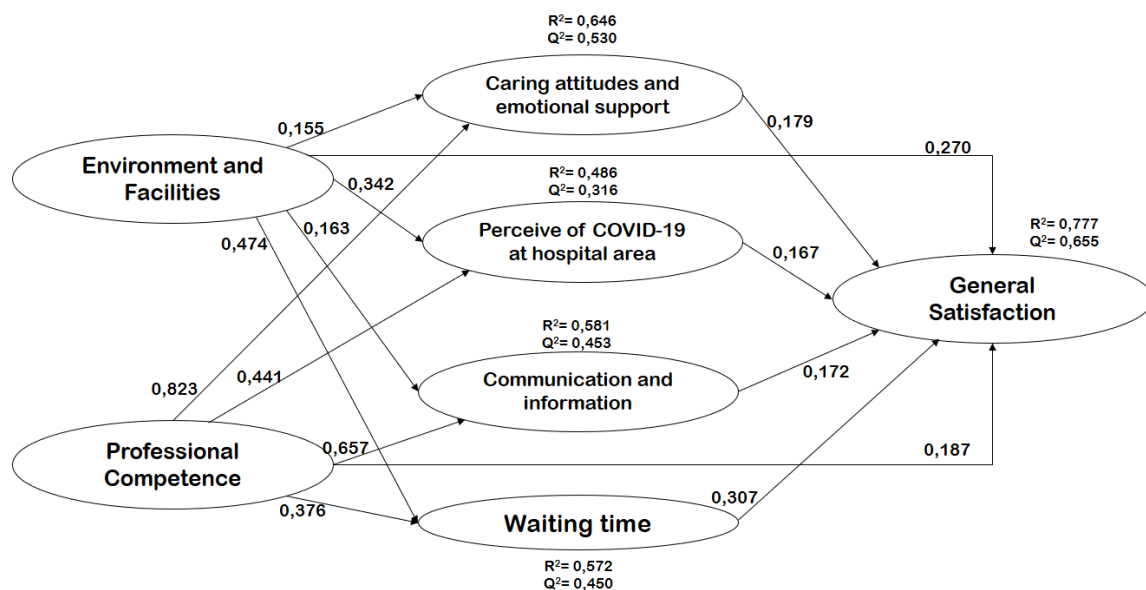 R²= 0,646
Q²= 0,530
Caring attitudes and
emotional support
0,155
0,179
Environment and
Facilities
0,270
R²= 0,486
Q²= 0,316
0,342
0,163
Perceive of COVID-19
at hospital area
R²= 0,777
Q²= 0,655
0,474
0,167
General
Satisfaction
R²= 0,581
Q²= 0,453
0,823
0,441
Communication and
information
0,172
Professional
Competence
0,657
0,187
0,376
0,307
Waiting time
R²= 0,572
Q²= 0,450